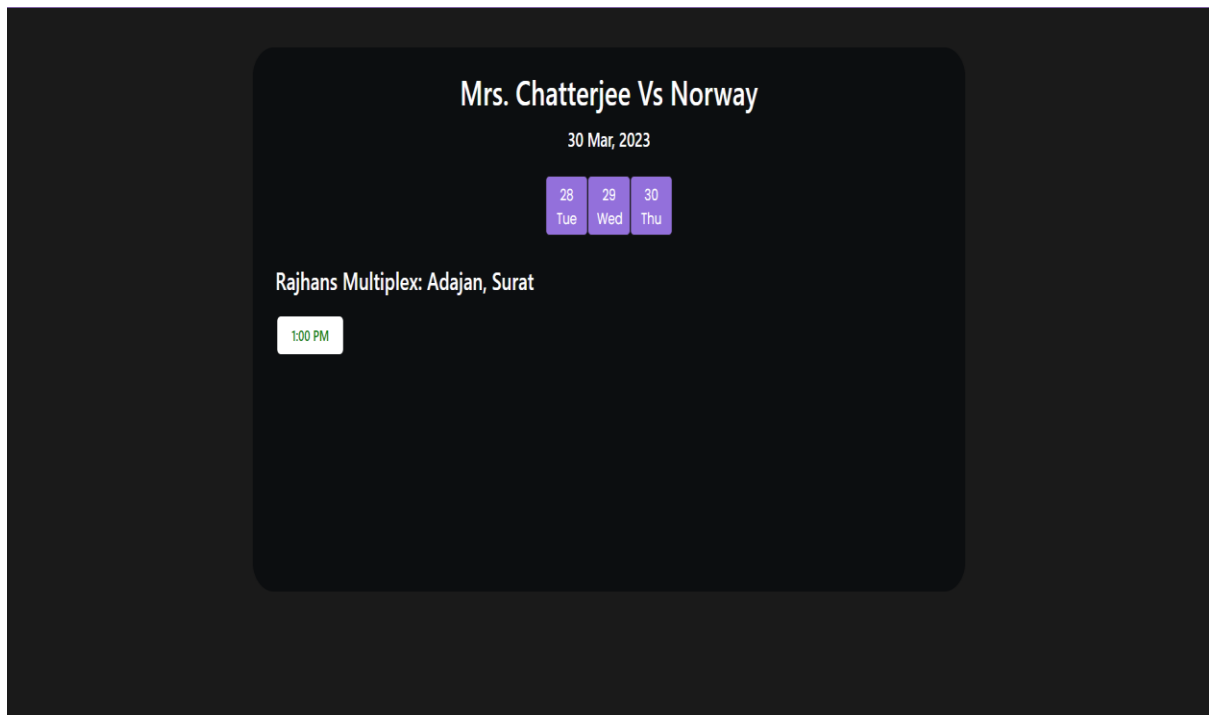 Mrs. Chatterjee Vs Norway
30 Mar, 2023
28 29 30
Tue Wed Thu
Rajhans Multiplex: Adajan, Surat
1:00 PM